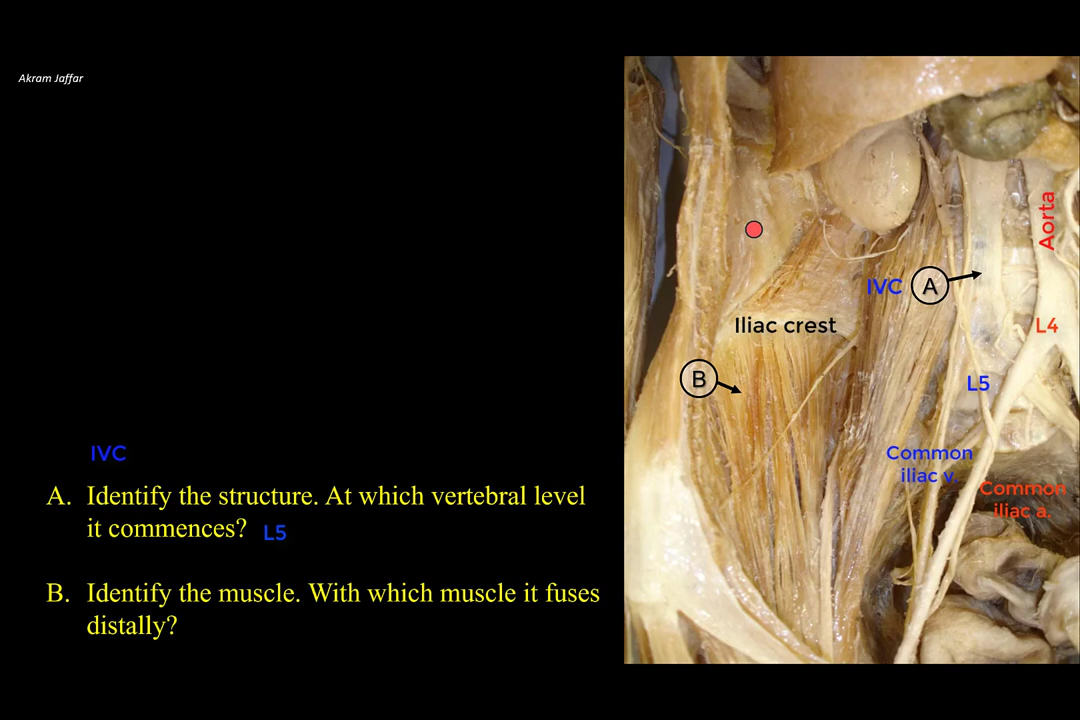 Akram Jaffar
Aorta
IVC
A
Iliac crest
L4
B
L5
Common
iliac v.
Common
iliac a.
IVC
A. Identify the structure. At which vertebral level
it commences? L5
B. Identify the muscle. With which muscle it fuses
distally?